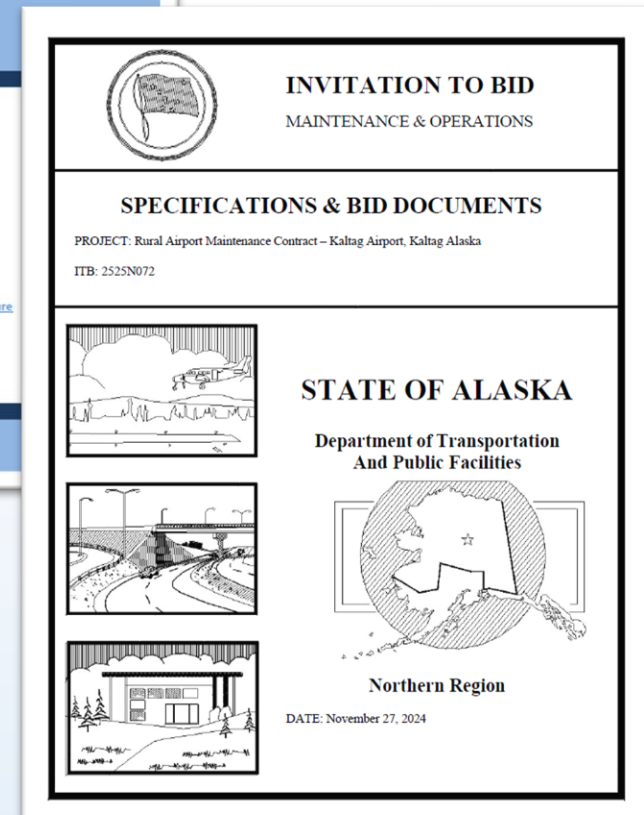 INVITATION TO BID
MAINTENANCE & OPERATIONS
SPECIFICATIONS & BID DOCUMENTS
PROJECT: Rural Airport Maintenance Contract – Kaltag Airport, Kaltag Alaska
ITB: 2525N072
re
STATE OF ALASKA
Department of Transportation
And Public Facilities
Northern Region
DATE: November 27, 2024